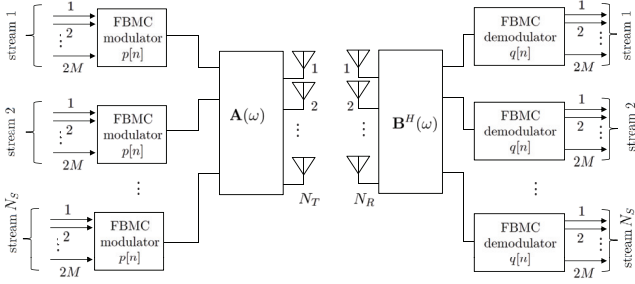 stream 1
1
2
⋮
2M
FBMC
modulator
p[n]
stream 2
1
2
⋮
2M
FBMC
modulator
p[n]
⋮
stream N_S
1
2
⋮
2M
FBMC
modulator
p[n]
A(ω)
1
2
⋮
N_T
1
2
⋮
N_R
B^H(ω)
FBMC
demodulator
q[n]
1
2
⋮
2M
stream 1
FBMC
demodulator
q[n]
1
2
⋮
2M
stream 2
⋮
FBMC
demodulator
q[n]
1
2
⋮
2M
stream N_S